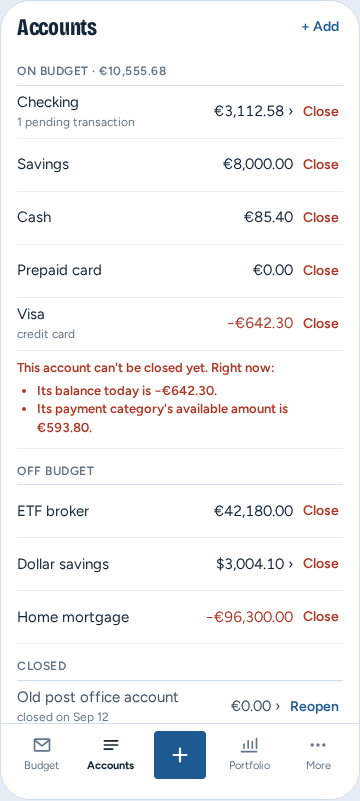 Accounts
+ Add
ON BUDGET · €10,555.68
Checking
€3,112.58 › Close
1 pending transaction
Savings
€8,000.00 Close
Cash
€85.40 Close
Prepaid card
€0.00 Close
Visa
−€642.30 Close
credit card
This account can't be closed yet. Right now:
• Its balance today is −€642.30.
• Its payment category's available amount is
€593.80.
OFF BUDGET
ETF broker
€42,180.00 Close
Dollar savings
$3,004.10 › Close
Home mortgage
−€96,300.00 Close
CLOSED
Old post office account
€0.00 › Reopen
closed on Sep 12
+
Budget Accounts Portfolio More